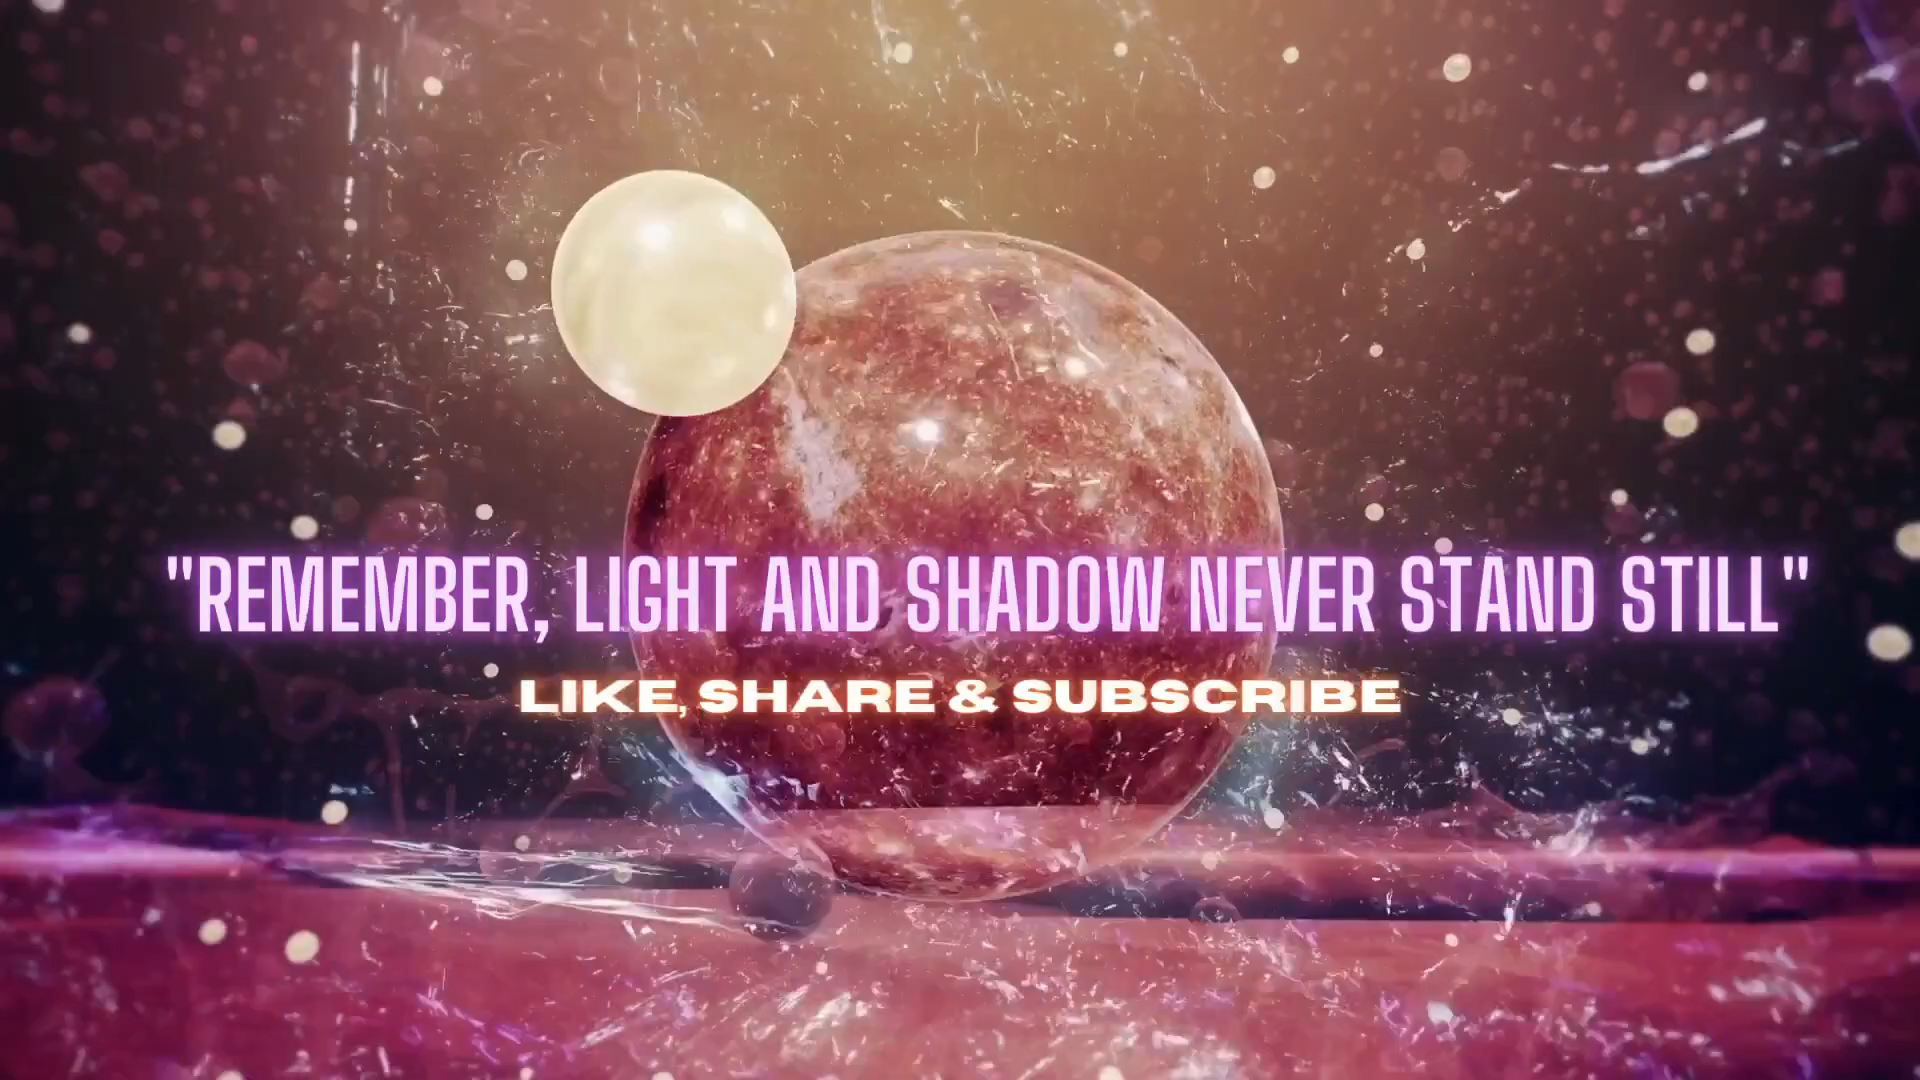 "REMEMBER, LIGHT AND SHADOW NEVER STAND STILL"
LIKE, SHARE & SUBSCRIBE